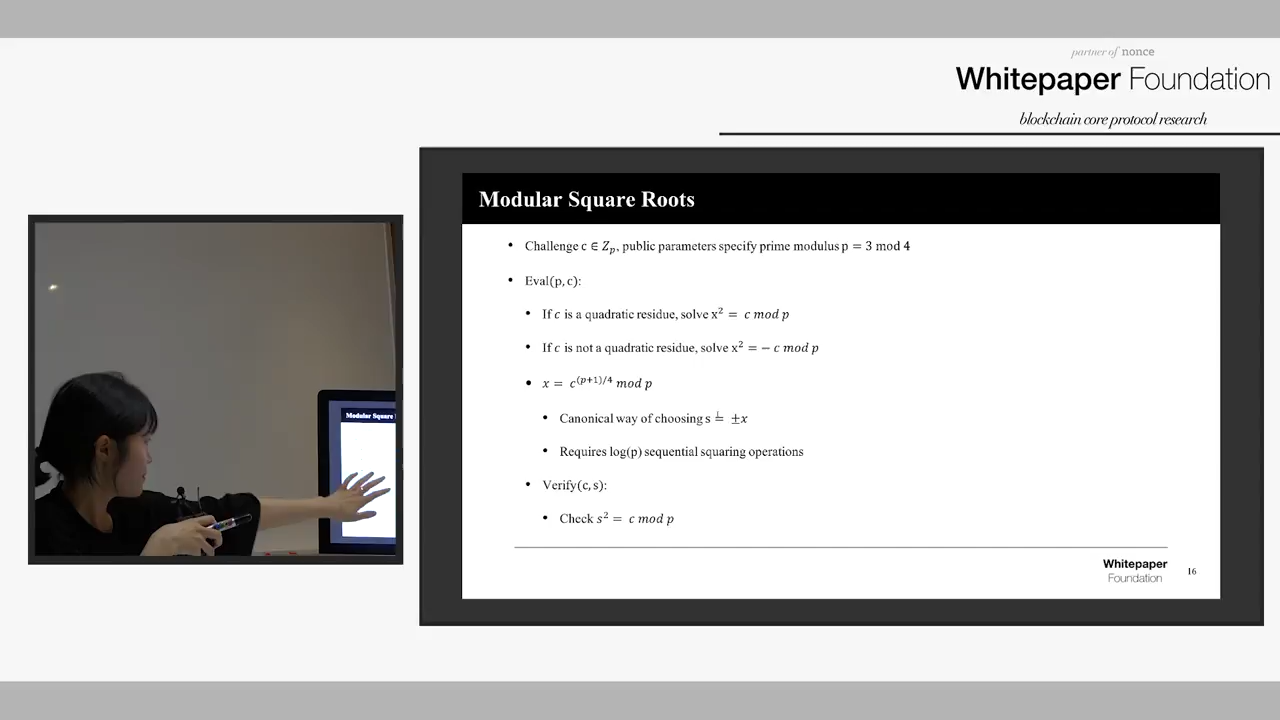 partner of nonce
Whitepaper Foundation
blockchain core protocol research
Modular Square Roots
• Challenge c ∈ Z_p, public parameters specify prime modulus p = 3 mod 4
• Eval(p, c):
• If c is a quadratic residue, solve x² = c mod p
• If c is not a quadratic residue, solve x² = − c mod p
• x = c^{(p+1)/4} mod p
• Canonical way of choosing s ≟ ±x
• Requires log(p) sequential squaring operations
• Verify(c, s):
• Check s² = c mod p
Whitepaper
Foundation
16
Modular Square